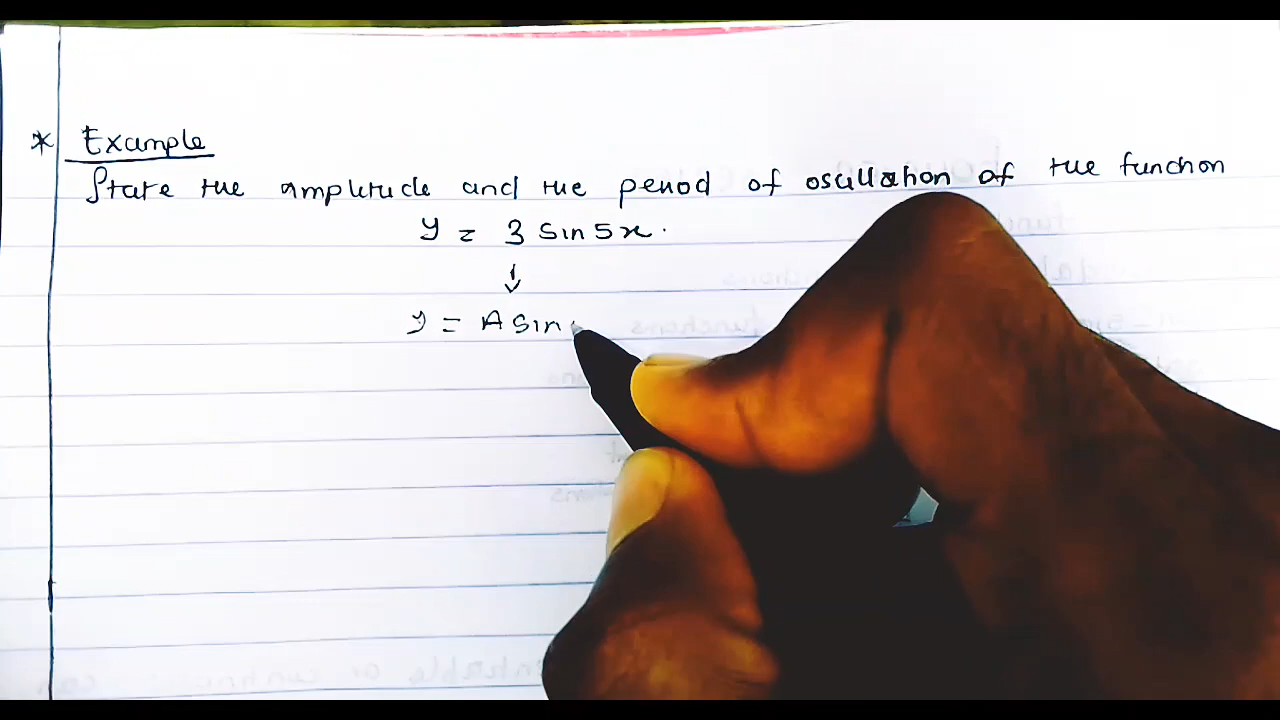 * Example
State the amplitude and the period of oscillation of the function
y = 3 sin 5x.
↓
y = A sin